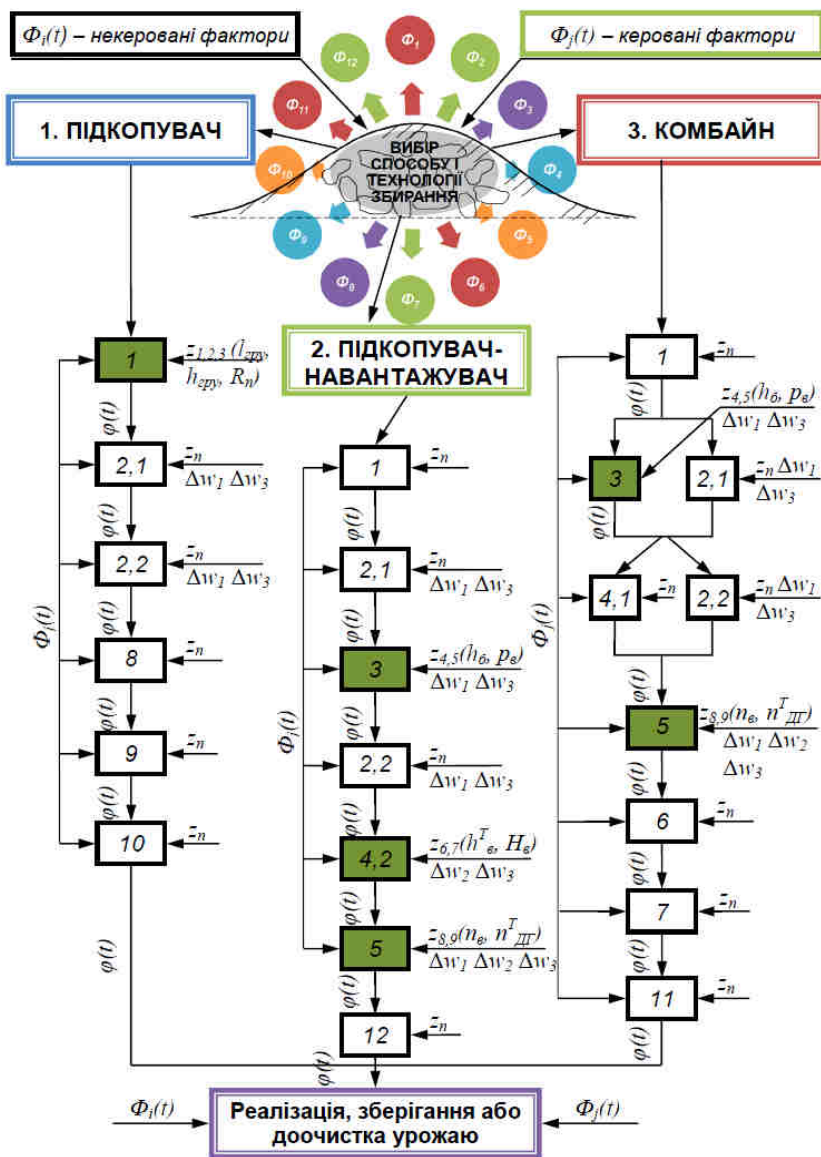 Φi(t) – некеровані фактори
Φj(t) – керовані фактори
Φ1
Φ2
Φ3
Φ4
Φ5
Φ6
Φ7
Φ8
Φ9
Φ10
Φ11
Φ12
ВИБІР
СПОСОБУ І
ТЕХНОЛОГІЇ
ЗБИРАННЯ
1. ПІДКОПУВАЧ
1
z1,2,3 (lгру,
hгру, Rn)
φ(t)
2,1
zn
Δw1 Δw3
φ(t)
2,2
zn
Δw1 Δw3
φ(t)
Φj(t)
8
zn
φ(t)
9
zn
φ(t)
10
zn
φ(t)
2. ПІДКОПУВАЧ-
НАВАНТАЖУВАЧ
1
zn
φ(t)
2,1
zn
Δw1 Δw3
φ(t)
3
z4,5(hб, pв)
Δw1 Δw3
φ(t)
Φj(t)
2,2
zn
Δw1 Δw3
φ(t)
4,2
z6,7(hTв, Hв)
Δw2 Δw3
φ(t)
5
z8,9(nв, nTДГ)
Δw1 Δw2 Δw3
φ(t)
12
zn
φ(t)
3. КОМБАЙН
1
zn
φ(t)
z4,5(hб, pв)
Δw1 Δw3
3
2,1
zn Δw1
Δw3
φ(t)
4,1
zn
2,2
zn Δw1
Δw3
Φj(t)
φ(t)
5
z8,9(nв, nTДГ)
Δw1 Δw2
Δw3
φ(t)
6
zn
φ(t)
7
zn
φ(t)
11
zn
φ(t)
Φi(t)
Реалізація, зберігання або
доочистка урожаю
Φj(t)